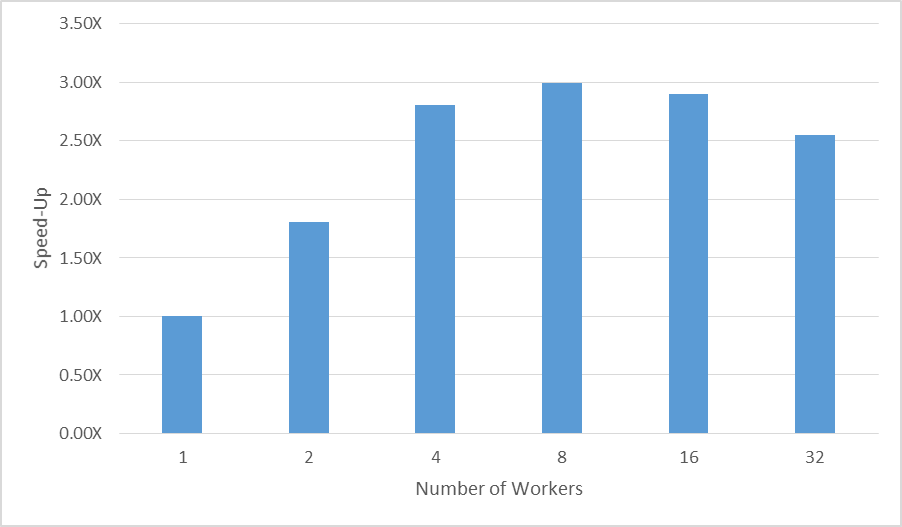 3.50X
3.00X
2.50X
2.00X
1.50X
1.00X
0.50X
0.00X
Speed-Up
1 2 4 8 16 32
Number of Workers